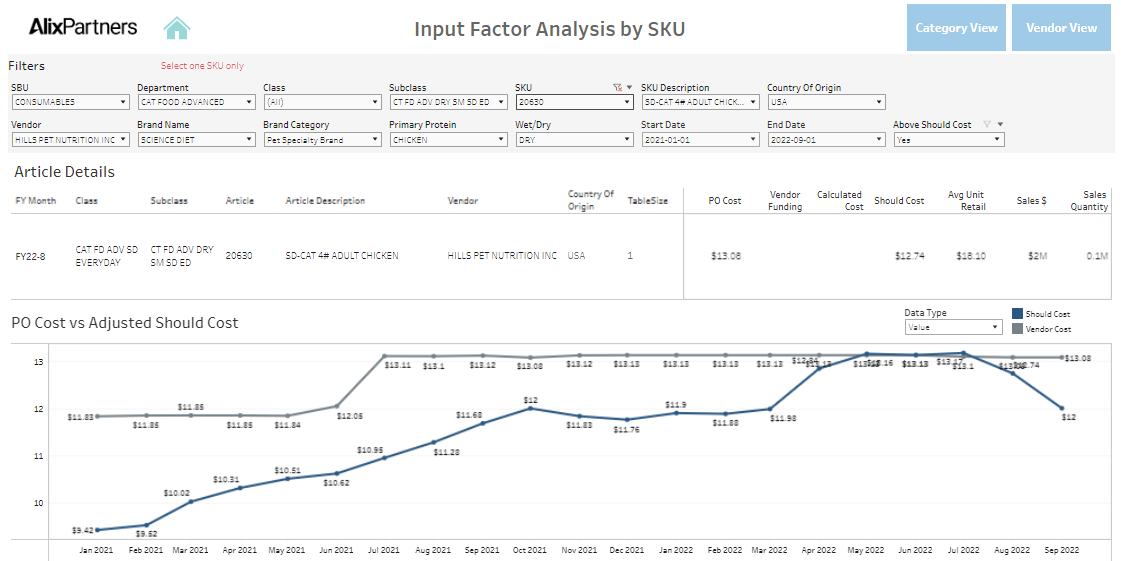 AlixPartners
Input Factor Analysis by SKU
Category View
Vendor View
Filters
Select one SKU only
SBU
Department
Class
Subclass
SKU
SKU Description
Country Of Origin
CONSUMABLES
CAT FOOD ADVANCED
(All)
CT FD ADV DRY SM SD ED
20630
SD-CAT 4# ADULT CHICK...
USA
Vendor
Brand Name
Brand Category
Primary Protein
Wet/Dry
Start Date
End Date
Above Should Cost
HILLS PET NUTRITION INC
SCIENCE DIET
Pet Specialty Brand
CHICKEN
DRY
2021-01-01
2022-09-01
Yes
Article Details
FY Month
Class
Subclass
Article
Article Description
Vendor
Country Of
Origin
TableSize
PO Cost
Vendor
Funding
Calculated
Cost
Should Cost
Avg Unit
Retail
Sales $
Sales
Quantity
FY22-8
CAT FD ADV SD
EVERYDAY
CT FD ADV DRY
SM SD ED
20630
SD-CAT 4# ADULT CHICKEN
HILLS PET NUTRITION INC
USA
1
$13.08
$12.74
$18.10
$2M
0.1M
PO Cost vs Adjusted Should Cost
Data Type
Value
Should Cost
Vendor Cost
13
12
11
10
$11.83
$11.85
$11.85
$11.85
$11.84
$12.05
$13.11
$13.1
$13.12
$13.08
$13.12
$13.13
$13.13
$13.13
$13.13
$13.13
$13.13
$13.1
$13.08
$9.42
$9.52
$10.02
$10.31
$10.51
$10.62
$10.95
$11.28
$11.68
$12
$11.83
$11.76
$11.9
$11.88
$11.98
$12.84
$13.17
$12
Jan 2021
Feb 2021
Mar 2021
Apr 2021
May 2021
Jun 2021
Jul 2021
Aug 2021
Sep 2021
Oct 2021
Nov 2021
Dec 2021
Jan 2022
Feb 2022
Mar 2022
Apr 2022
May 2022
Jun 2022
Jul 2022
Aug 2022
Sep 2022